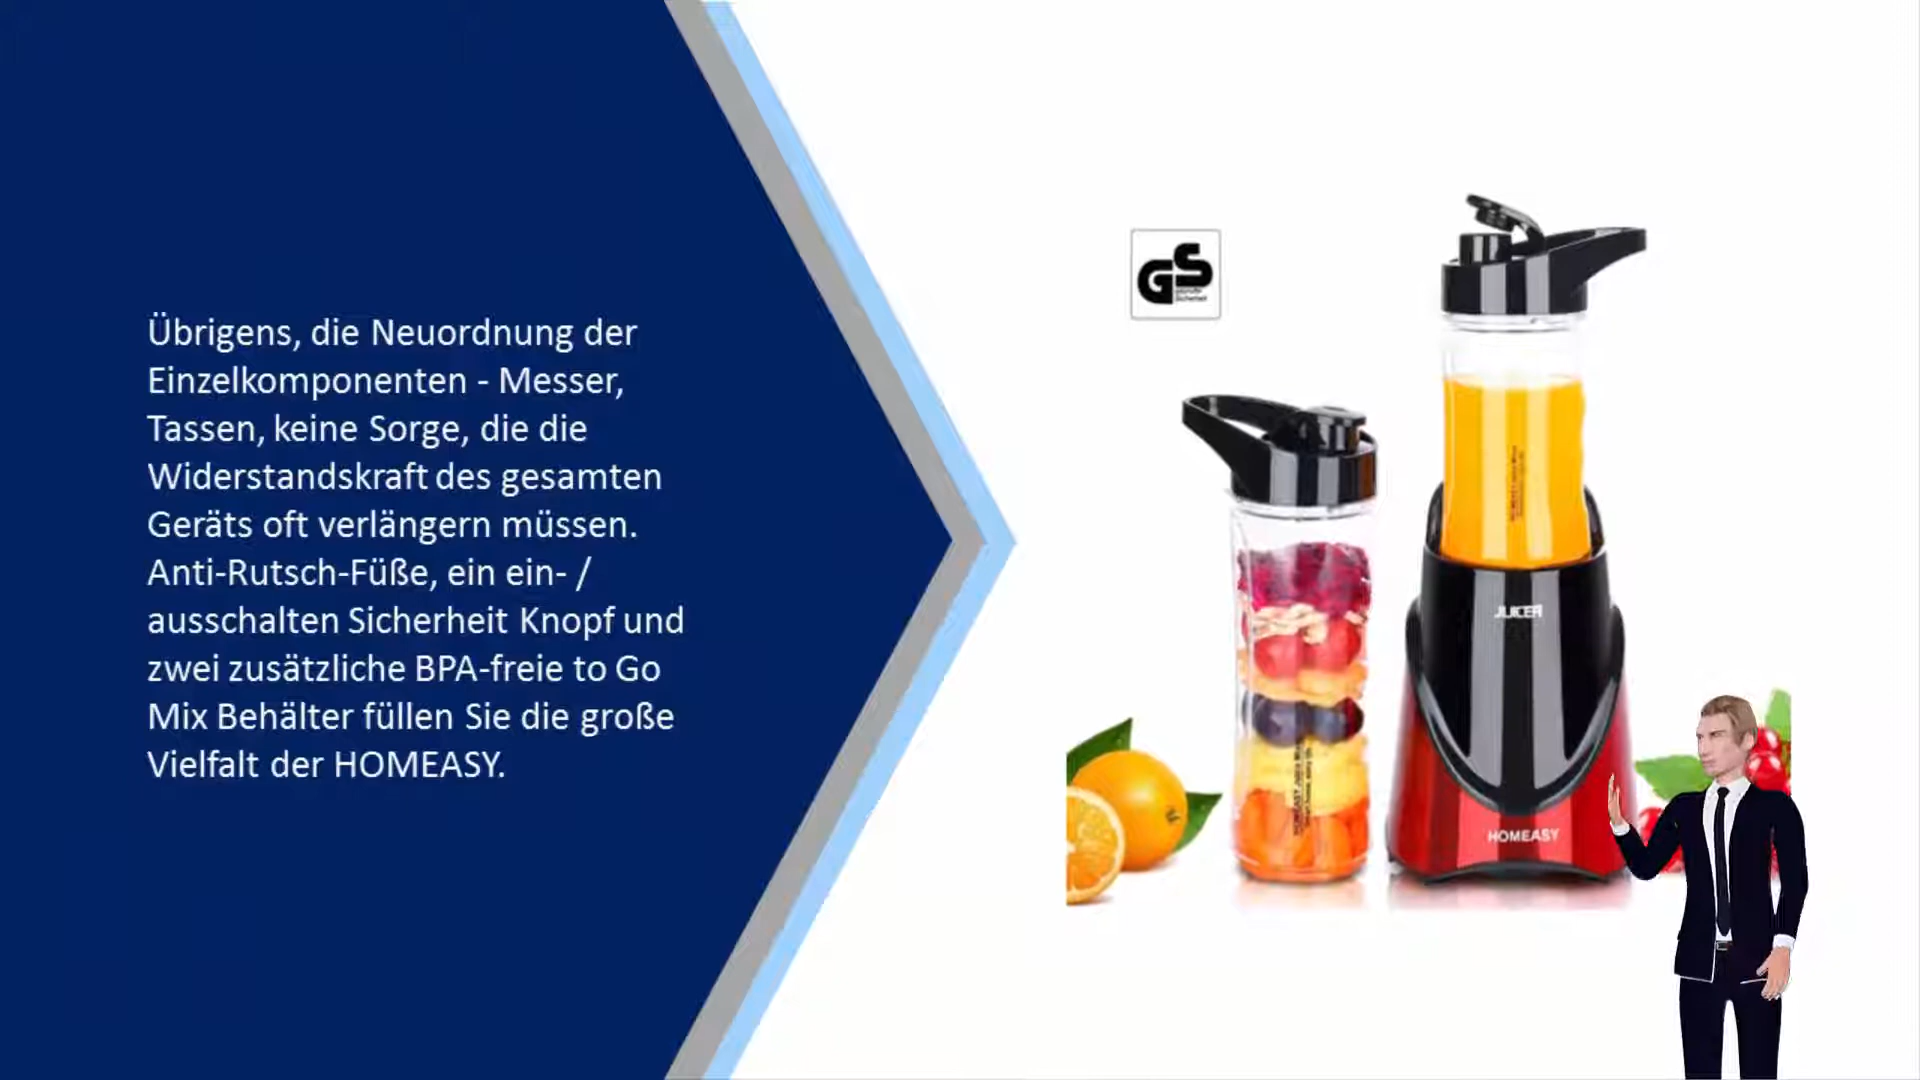 Übrigens, die Neuordnung der
Einzelkomponenten - Messer,
Tassen, keine Sorge, die die
Widerstandskraft des gesamten
Geräts oft verlängern müssen.
Anti-Rutsch-Füße, ein ein- /
ausschalten Sicherheit Knopf und
zwei zusätzliche BPA-freie to Go
Mix Behälter füllen Sie die große
Vielfalt der HOMEASY.
GS
JUICER
HOMEASY